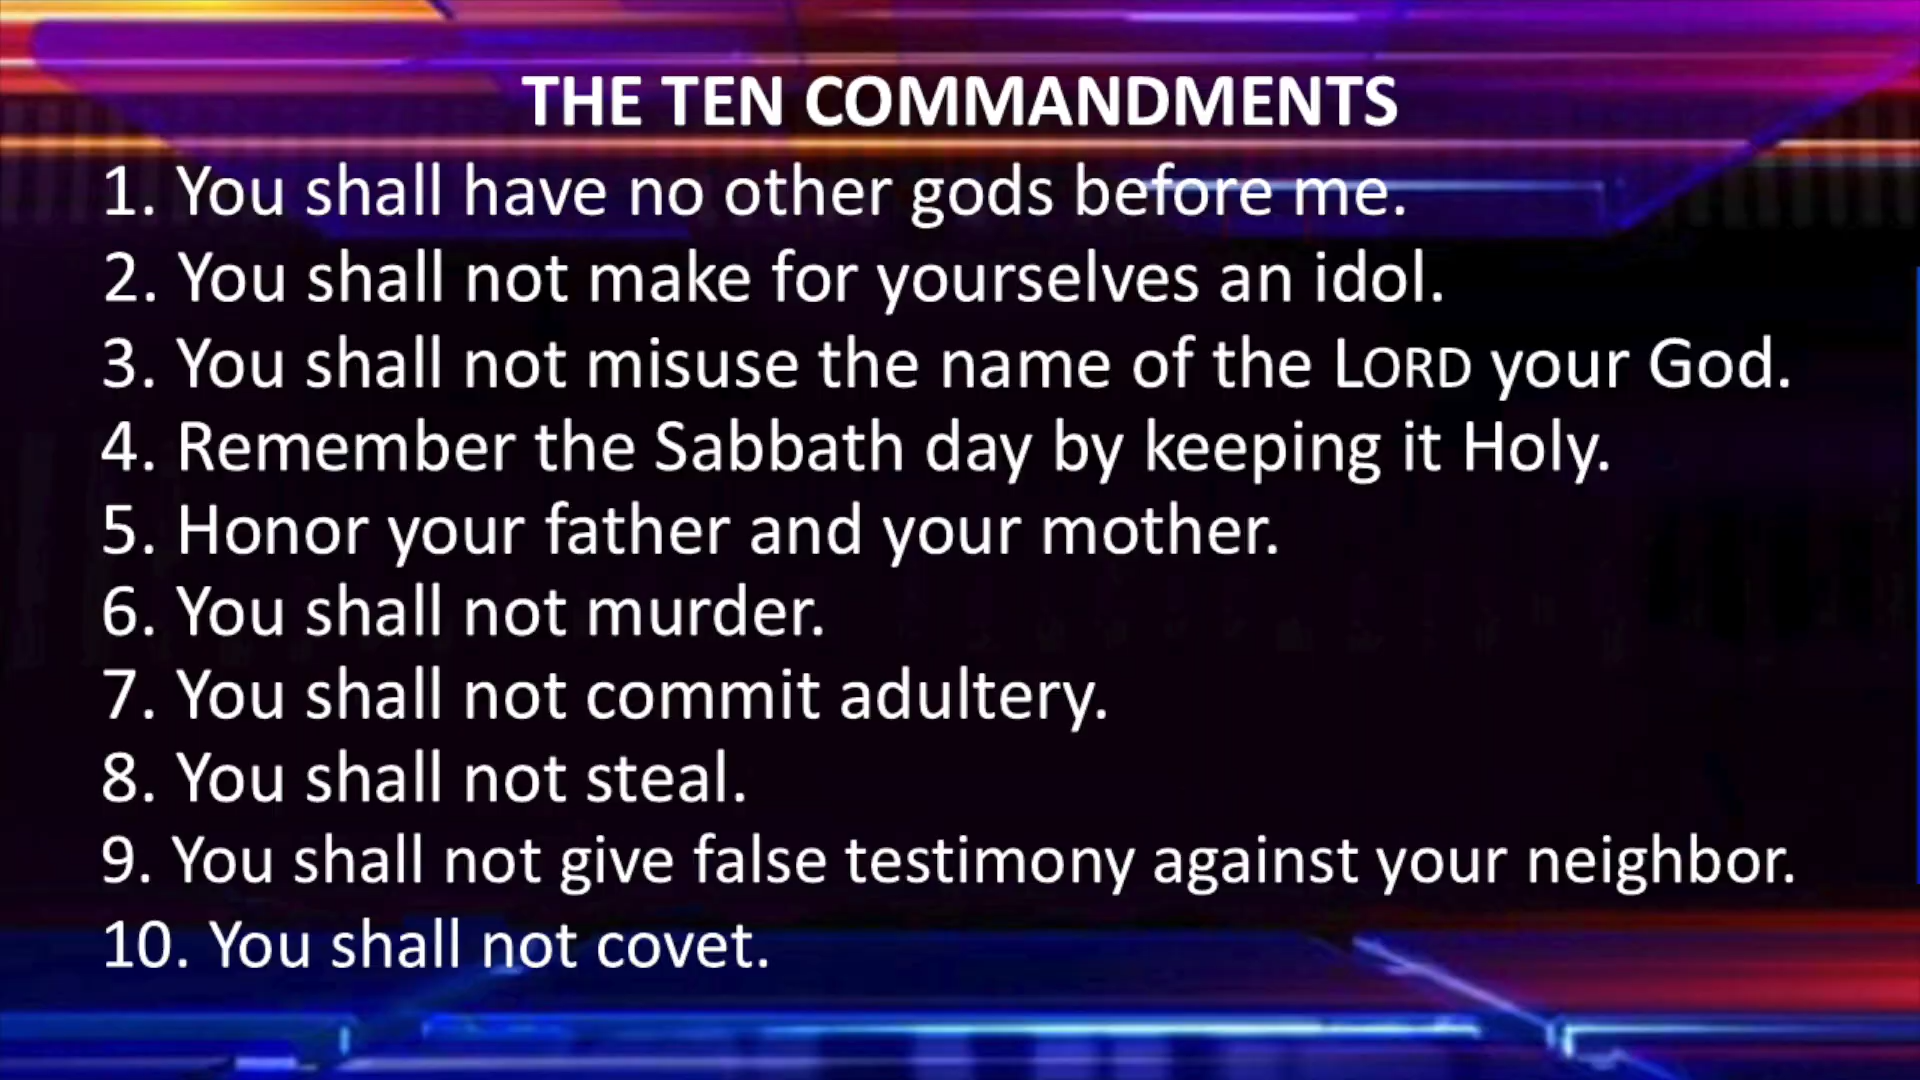 THE TEN COMMANDMENTS
1. You shall have no other gods before me.
2. You shall not make for yourselves an idol.
3. You shall not misuse the name of the LORD your God.
4. Remember the Sabbath day by keeping it Holy.
5. Honor your father and your mother.
6. You shall not murder.
7. You shall not commit adultery.
8. You shall not steal.
9. You shall not give false testimony against your neighbor.
10. You shall not covet.